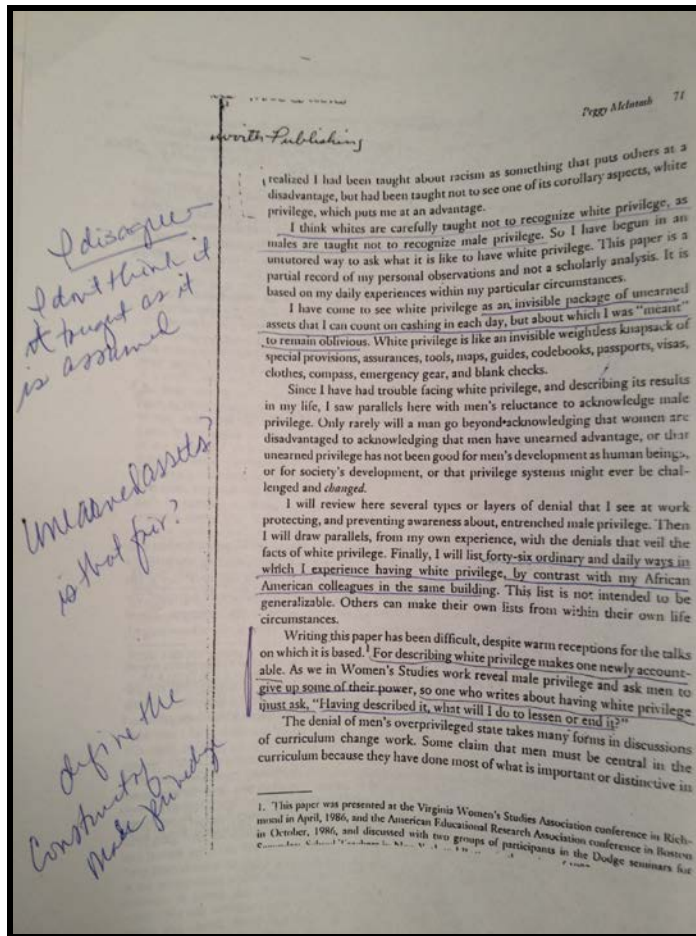 Peggy McIntosh 71
worth Publishing
realized I had been taught about racism as something that puts others at a
disadvantage, but had been taught not to see one of its corollary aspects, white
privilege, which puts me at an advantage.
I think whites are carefully taught not to recognize white privilege, as
males are taught not to recognize male privilege. So I have begun in an
untutored way to ask what it is like to have white privilege. This paper is a
partial record of my personal observations and not a scholarly analysis. It is
based on my daily experiences within my particular circumstances.
I have come to see white privilege as an invisible package of unearned
assets that I can count on cashing in each day, but about which I was "meant"
to remain oblivious. White privilege is like an invisible weightless knapsack of
special provisions, assurances, tools, maps, guides, codebooks, passports, visas,
clothes, compass, emergency gear, and blank checks.
Since I have had trouble facing white privilege, and describing its results
in my life, I saw parallels here with men's reluctance to acknowledge male
privilege. Only rarely will a man go beyond acknowledging that women are
disadvantaged to acknowledging that men have unearned advantage, or that
unearned privilege has not been good for men's development as human beings,
or for society's development, or that privilege systems might ever be chal-
lenged and changed.
I will review here several types or layers of denial that I see at work
protecting, and preventing awareness about, entrenched male privilege. Then
I will draw parallels, from my own experience, with the denials that veil the
facts of white privilege. Finally, I will list forty-six ordinary and daily ways in
which I experience having white privilege, by contrast with my African
American colleagues in the same building. This list is not intended to be
generalizable. Others can make their own lists from within their own life
circumstances.
Writing this paper has been difficult, despite warm receptions for the talks
on which it is based.1 For describing white privilege makes one newly account-
able. As we in Women's Studies work reveal male privilege and ask men to
give up some of their power, so one who writes about having white privilege
must ask, "Having described it, what will I do to lessen or end it?"
The denial of men's overprivileged state takes many forms in discussions
of curriculum change work. Some claim that men must be central in the
curriculum because they have done most of what is important or distinctive in
1. This paper was presented at the Virginia Women's Studies Association conference in Rich-
mond in April, 1986, and the American Educational Research Association conference in Boston
in October, 1986, and discussed with two groups of participants in the Dodge seminars for
I disagree
I dont think it
it taught as it
is assumed
unearned assets?
is that fair?
define the
Construct of
Male priviledge